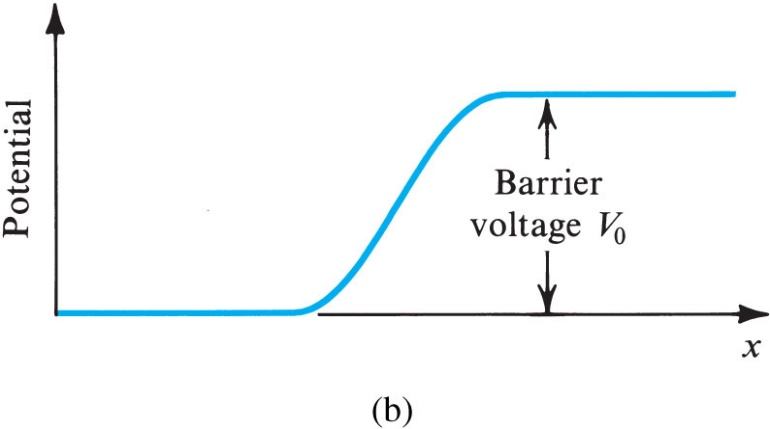 Potential
Barrier
voltage V₀
x
(b)